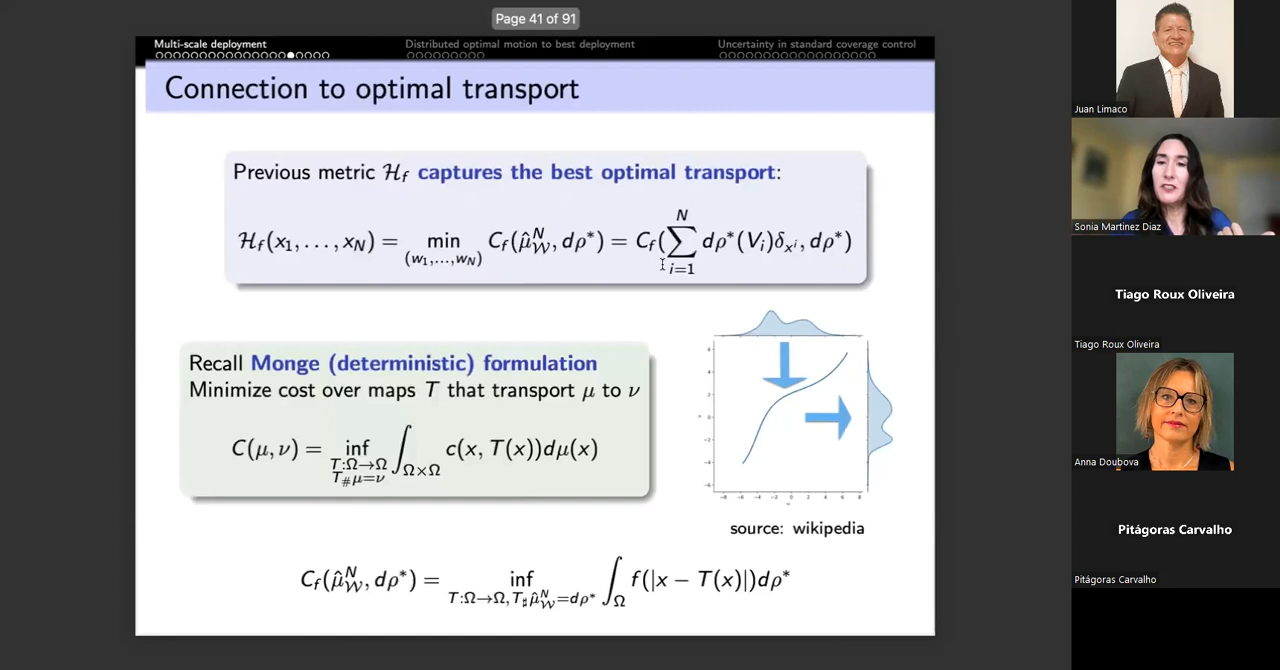 Page 41 of 91
Multi-scale deployment
Distributed optimal motion to best deployment
Uncertainty in standard coverage control
Connection to optimal transport
Previous metric ℋ_f captures the best optimal transport:
ℋ_f(x₁, . . . , x_N) = min_{(w₁,...,w_N)} C_f(μ̂^N_𝒲, dρ*) = C_f(∑_{i=1}^{N} dρ*(V_i)δ_{x^i}, dρ*)
Recall Monge (deterministic) formulation
Minimize cost over maps T that transport μ to ν
C(μ, ν) = inf_{T:Ω→Ω, T_#μ=ν} ∫_{Ω×Ω} c(x, T(x))dμ(x)
source: wikipedia
C_f(μ̂^N_𝒲, dρ*) = inf_{T:Ω→Ω, T_♯μ̂^N_𝒲=dρ*} ∫_Ω f(|x − T(x)|)dρ*
Juan Limaco
Sonia Martinez Diaz
Tiago Roux Oliveira
Tiago Roux Oliveira
Anna Doubova
Pitágoras Carvalho
Pitágoras Carvalho